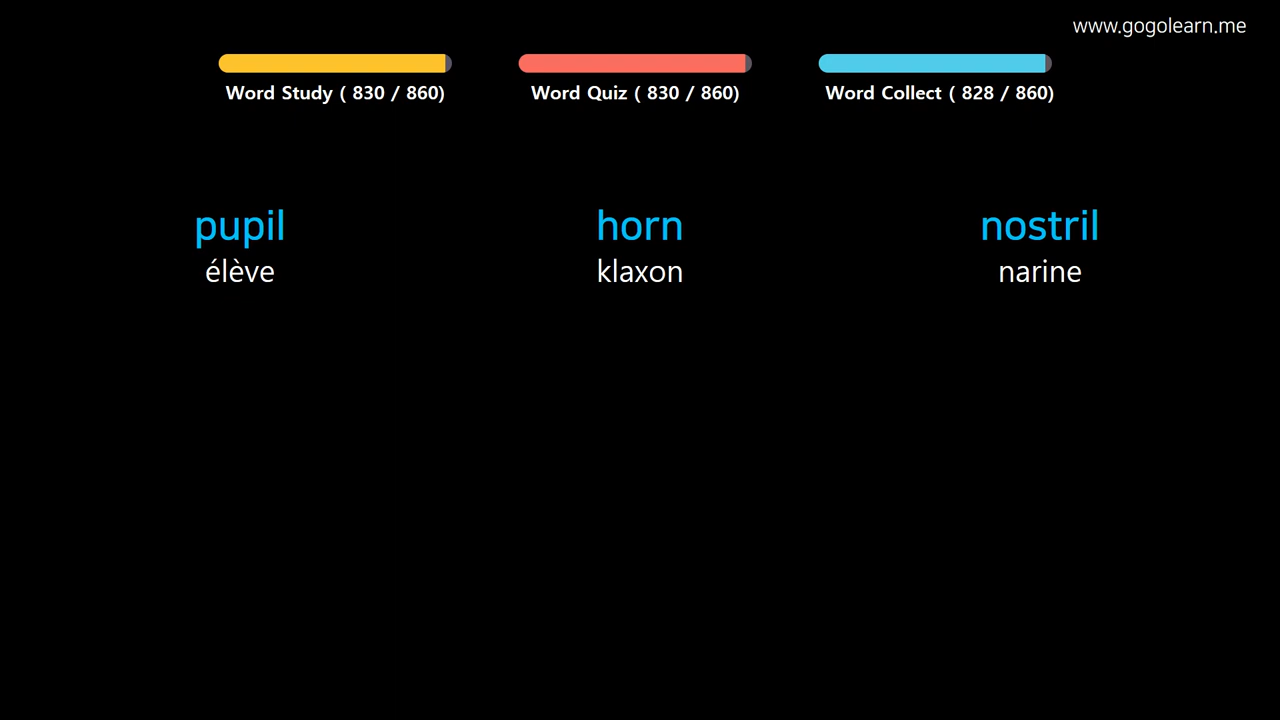 www.gogolearn.me
Word Study ( 830 / 860)
Word Quiz ( 830 / 860)
Word Collect ( 828 / 860)
pupil
élève
horn
klaxon
nostril
narine